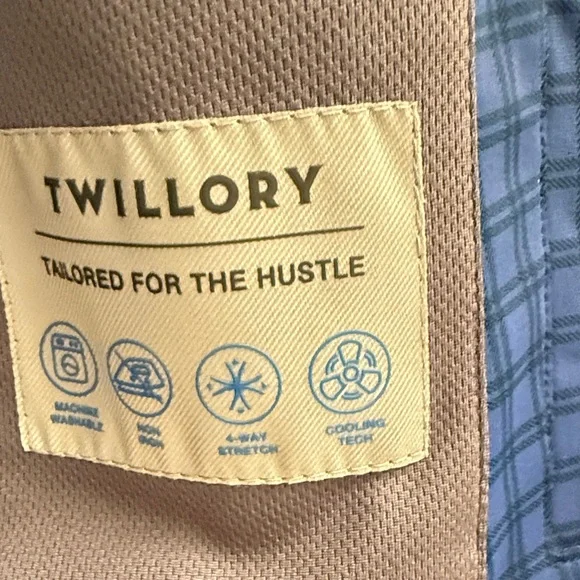 TWILLORY
TAILORED FOR THE HUSTLE
MACHINE
WASHABLE
NON
IRON
4-WAY
STRETCH
COOLING
TECH